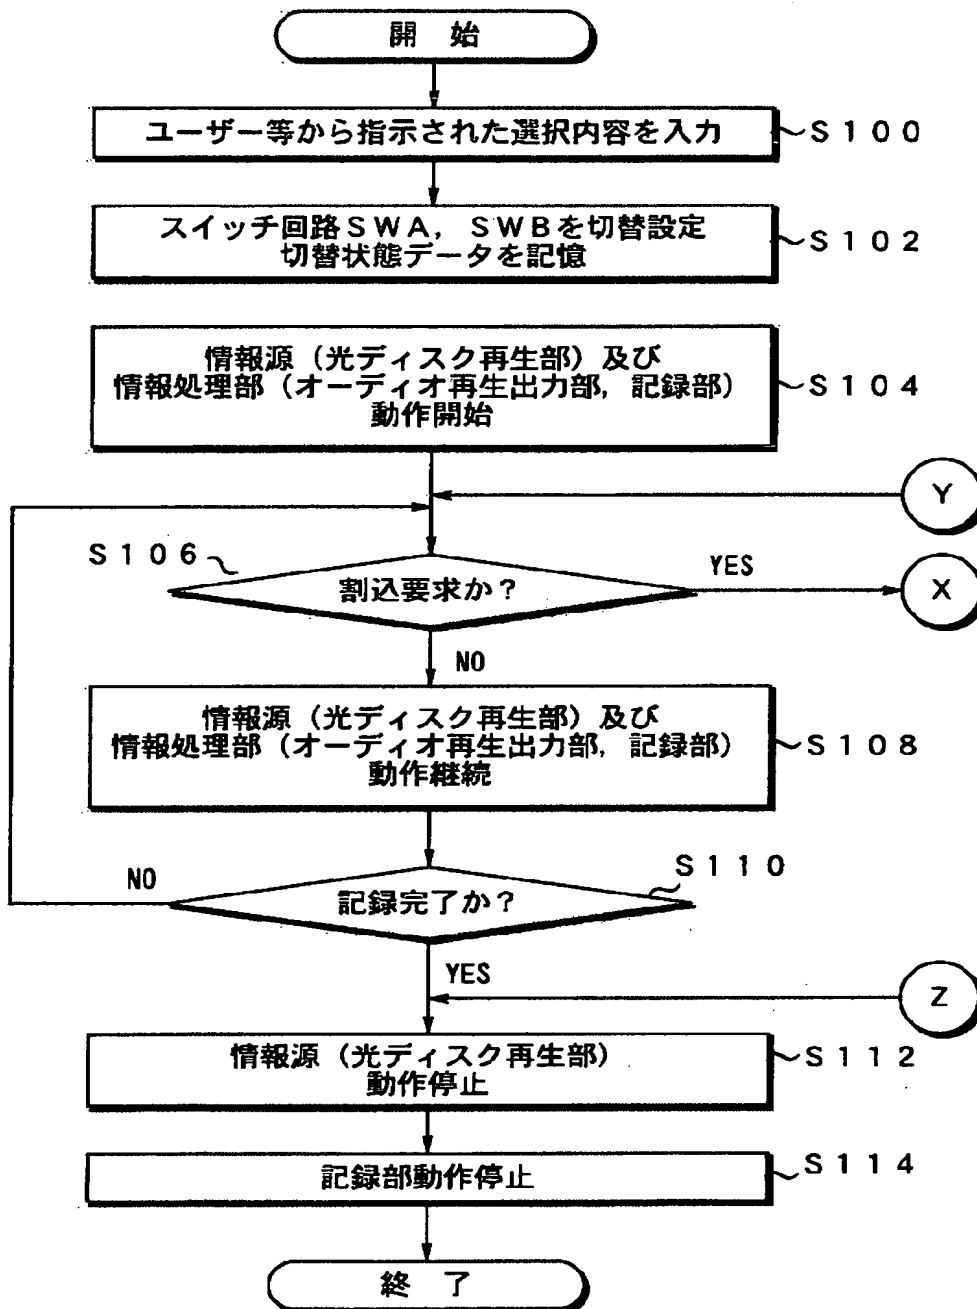 開 始
ユーザー等から指示された選択内容を入力
S100
スイッチ回路SWA, SWBを切替設定
切替状態データを記憶
S102
情報源（光ディスク再生部）及び
情報処理部（オーディオ再生出力部, 記録部）
動作開始
S104
Y
S106
割込要求か？
YES
X
NO
情報源（光ディスク再生部）及び
情報処理部（オーディオ再生出力部, 記録部）
動作継続
S108
S110
NO
記録完了か？
YES
Z
情報源（光ディスク再生部）
動作停止
S112
記録部動作停止
S114
終 了